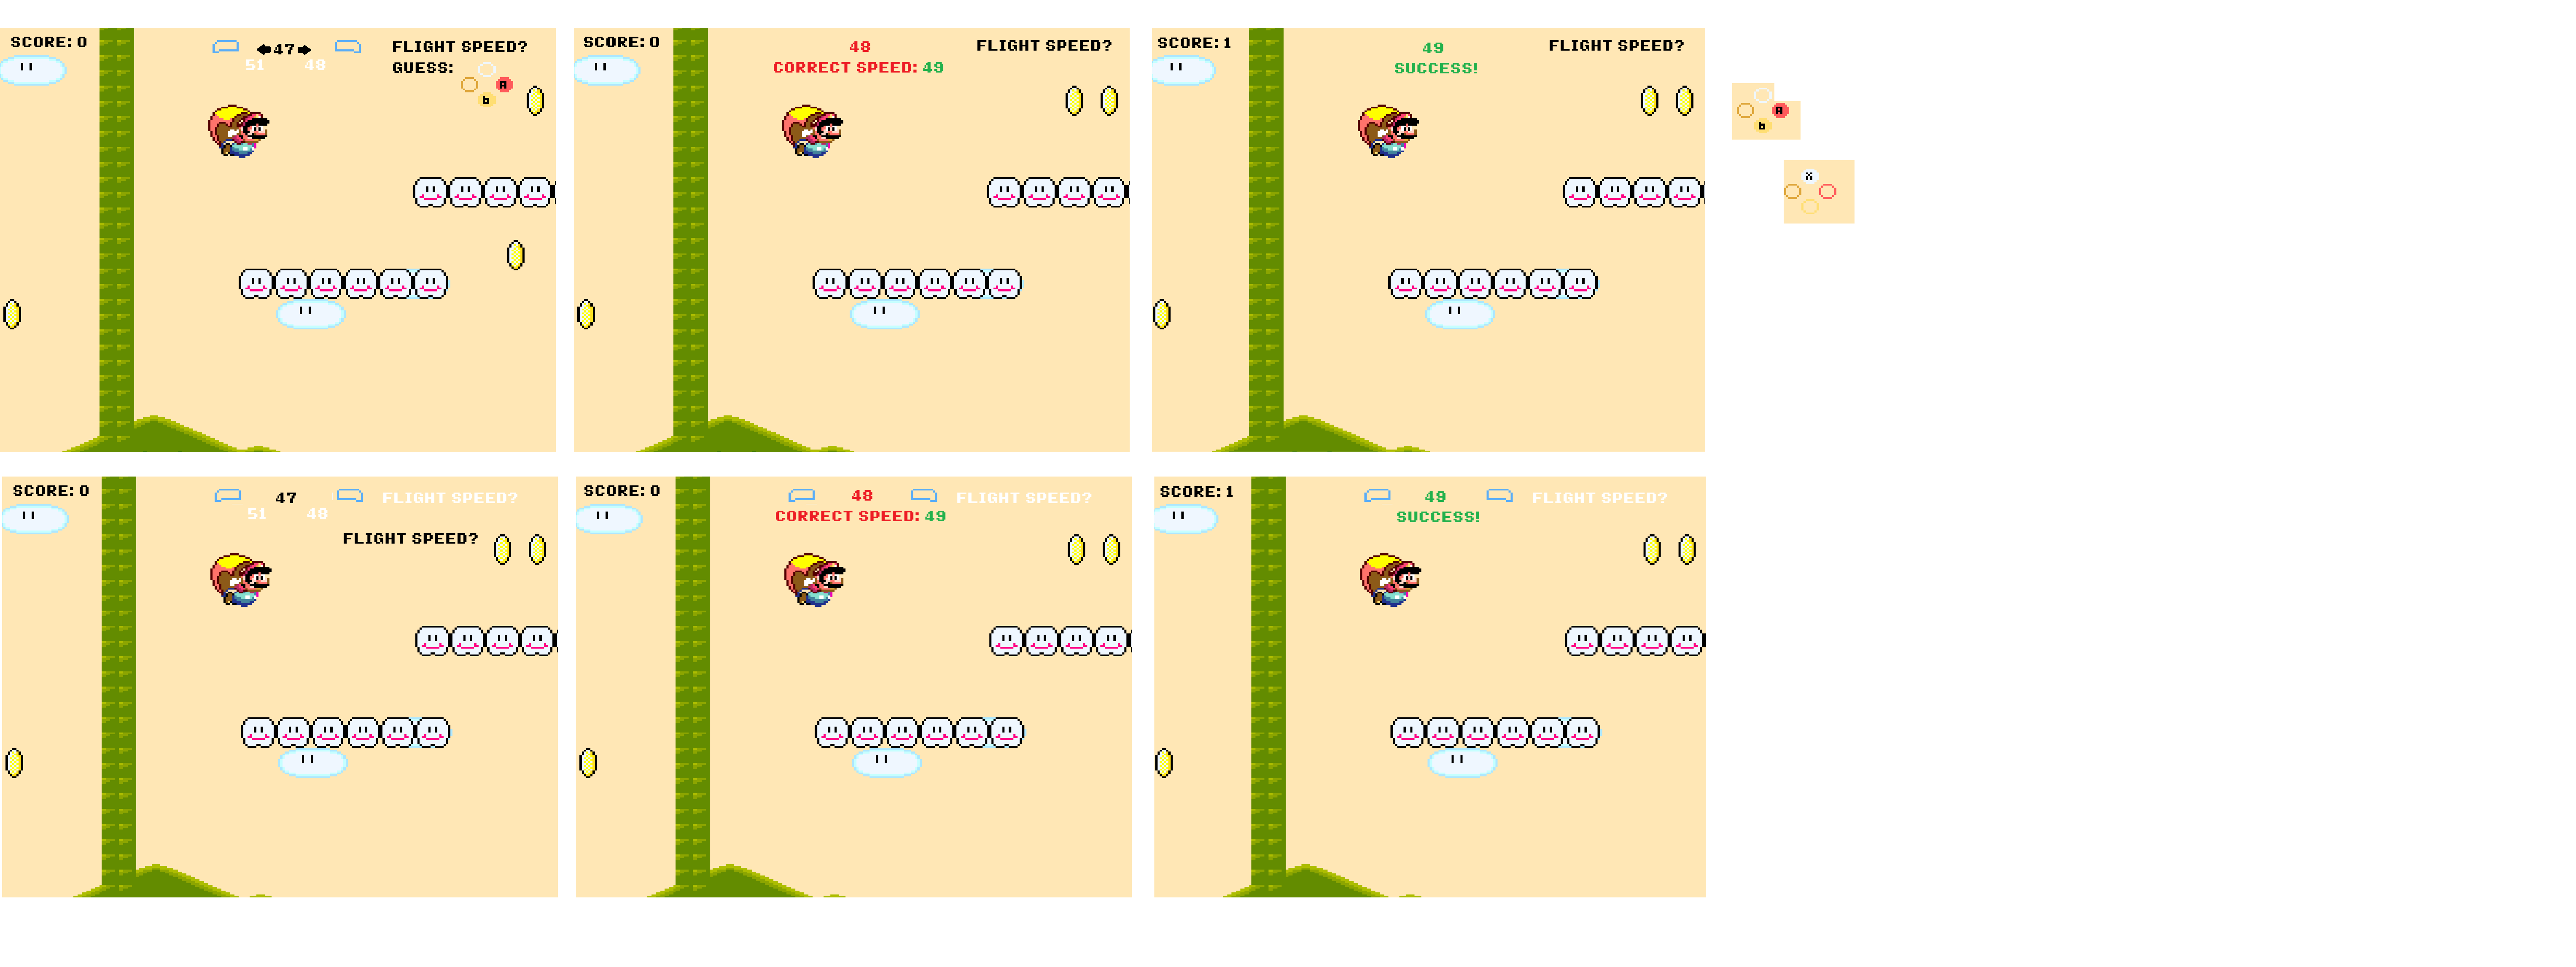 SCORE: 0
47
FLIGHT SPEED?
51 48
GUESS:
A
b
SCORE: 0
48
FLIGHT SPEED?
CORRECT SPEED: 49
SCORE: 1
49
FLIGHT SPEED?
SUCCESS!
A
b
X
SCORE: 0
47
FLIGHT SPEED?
51 48
FLIGHT SPEED?
SCORE: 0
48
FLIGHT SPEED?
CORRECT SPEED: 49
SCORE: 1
49
FLIGHT SPEED?
SUCCESS!